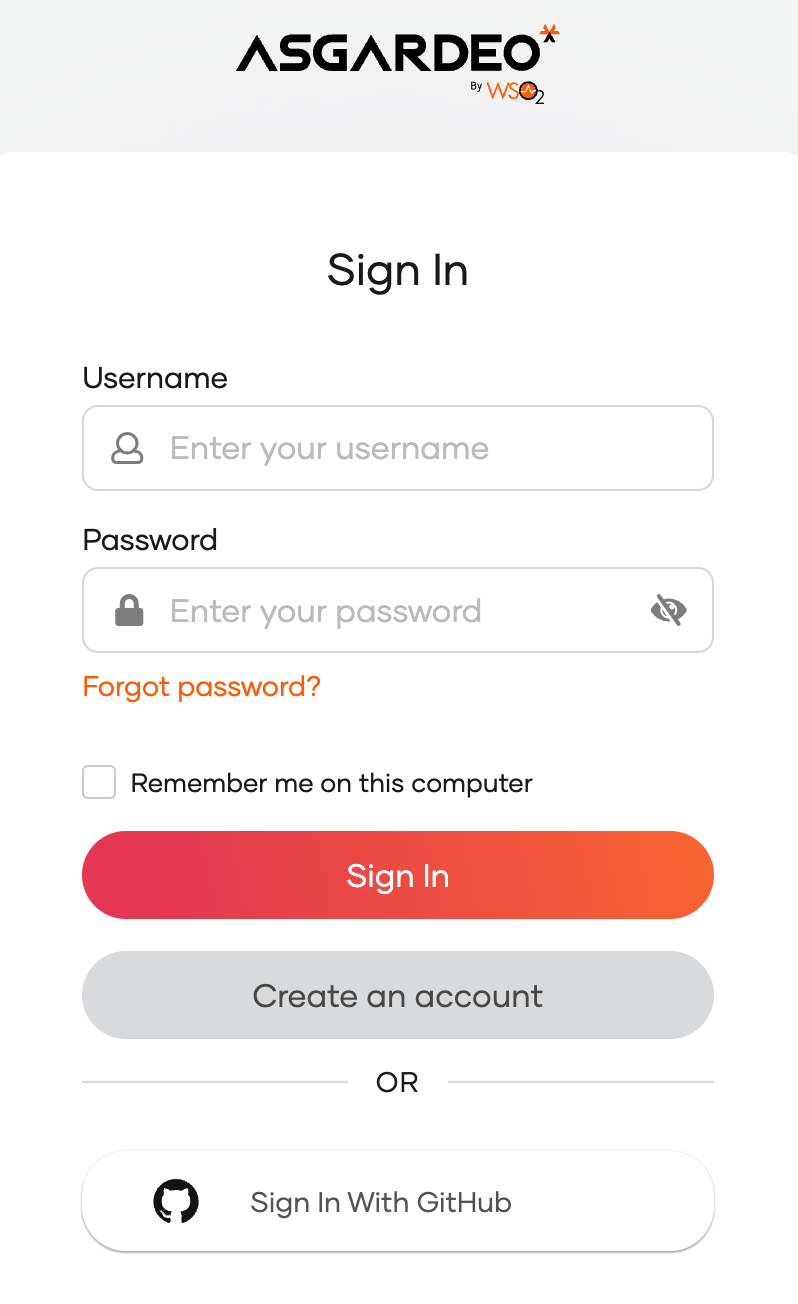 ASGARDEO
By WSO2
Sign In
Username
Enter your username
Password
Enter your password
Forgot password?
Remember me on this computer
Sign In
Create an account
OR
Sign In With GitHub